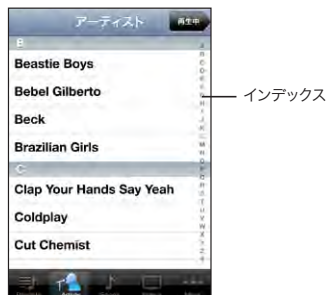 アーティスト
再生中
B
Beastie Boys
Bebel Gilberto
Beck
Brazilian Girls
インデックス
C
Clap Your Hands Say Yeah
Coldplay
Cut Chemist